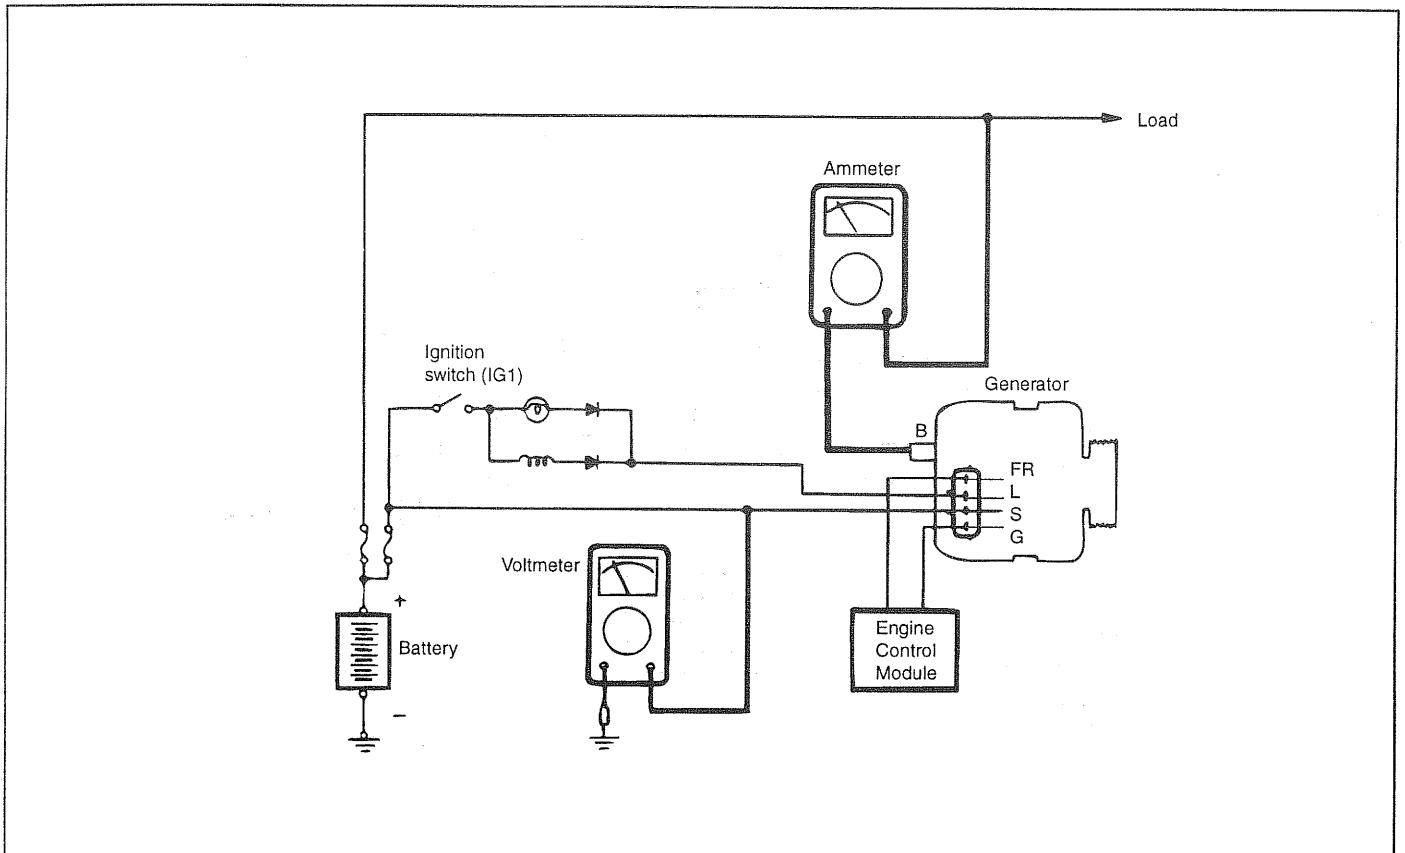 Load
Ammeter
Ignition
switch (IG1)
Generator
B
FR
L
S
G
Voltmeter
+
Battery
−
Engine
Control
Module